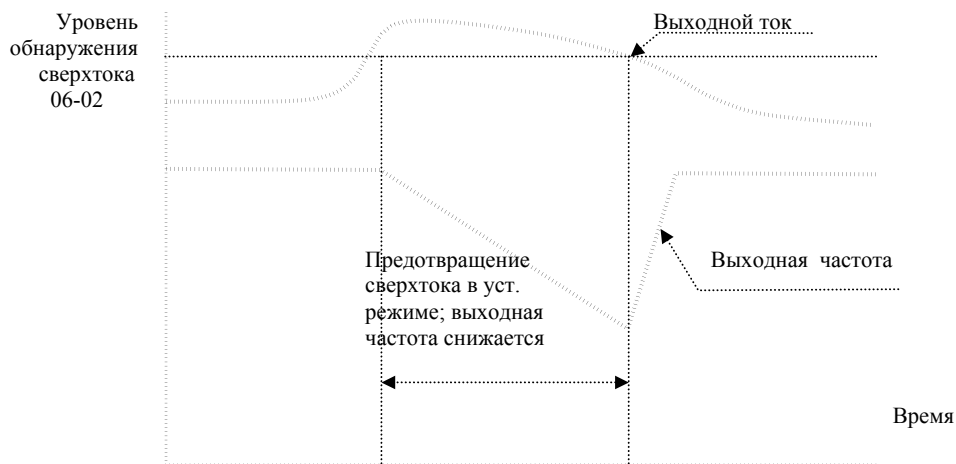 Уровень
обнаружения
сверхтока
06-02
Выходной ток
Предотвращение
сверхтока в уст.
режиме; выходная
частота снижается
Выходная частота
Время